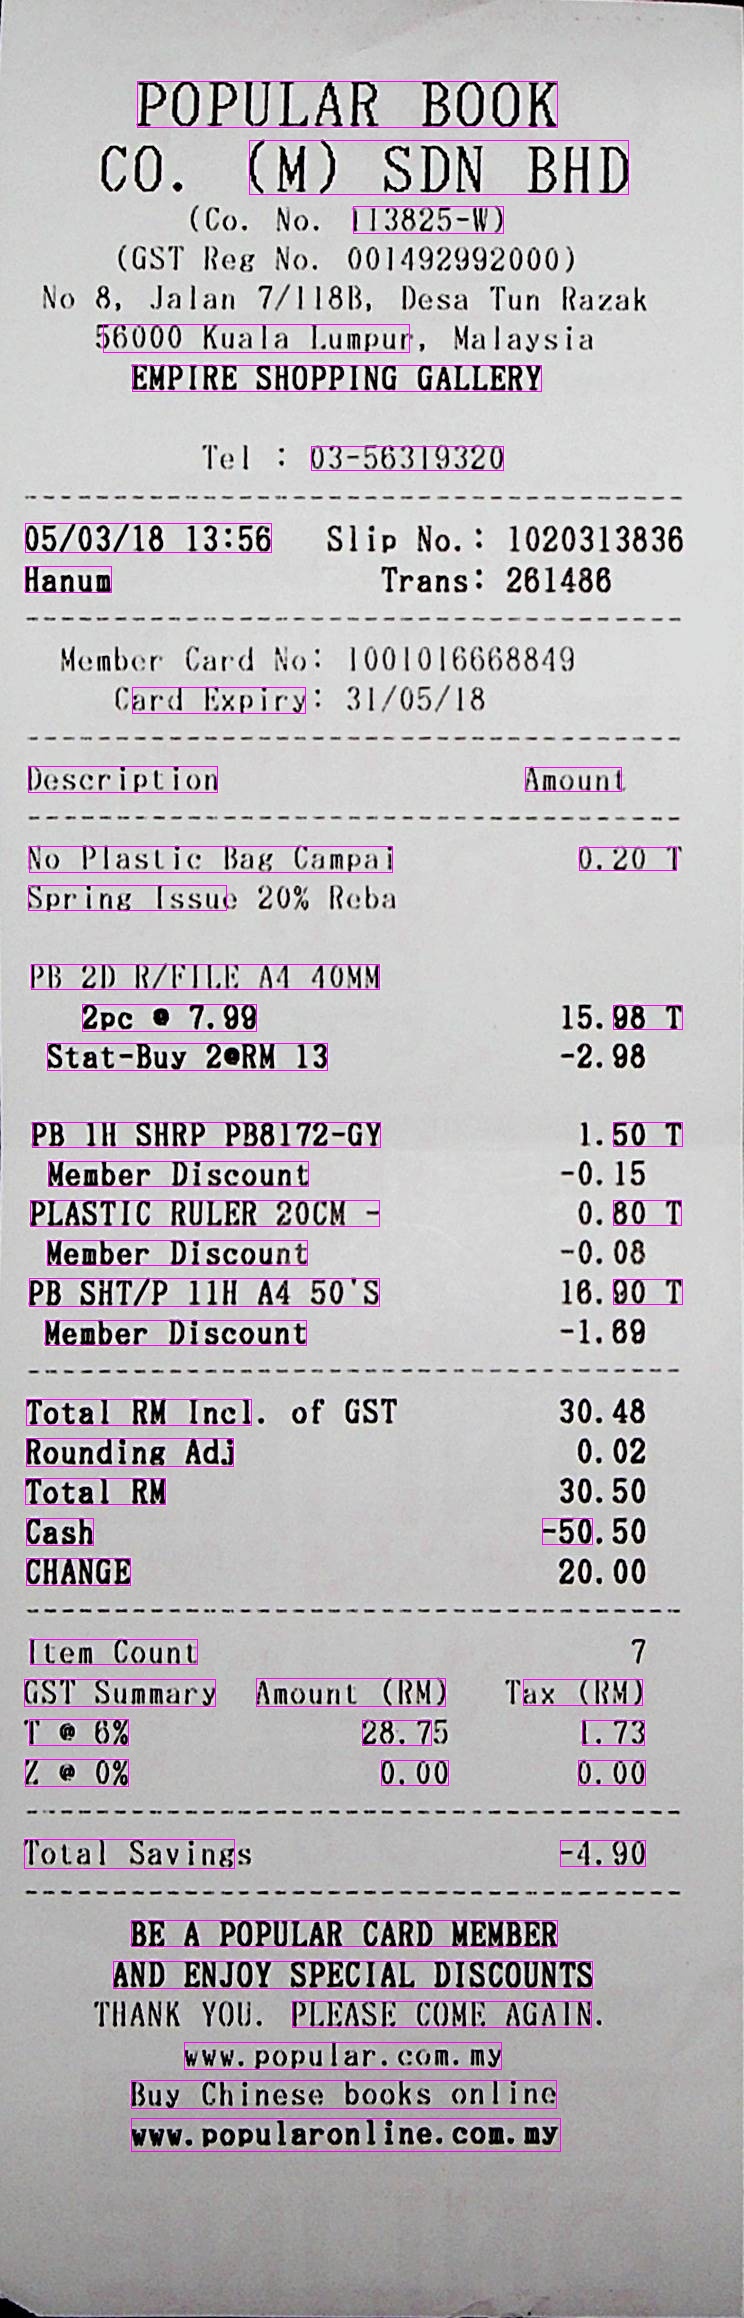 POPULAR BOOK
CO. (M) SDN BHD
(Co. No. 113825-W)
(GST Reg No. 001492992000)
No 8, Jalan 7/118B, Desa Tun Razak
56000 Kuala Lumpur, Malaysia
EMPIRE SHOPPING GALLERY
Tel : 03-56319320
05/03/18 13:56 Slip No.: 1020313836
Hanum Trans: 261486
Member Card No: 1001016668849
Card Expiry: 31/05/18
Description Amount
No Plastic Bag Campai 0.20 T
Spring Issue 20% Reba
PB 2D R/FILE A4 40MM
2pc @ 7.99 15.98 T
Stat-Buy 2@RM 13 -2.98
PB 1H SHRP PB8172-GY 1.50 T
Member Discount -0.15
PLASTIC RULER 20CM - 0.80 T
Member Discount -0.08
PB SHT/P 11H A4 50'S 16.90 T
Member Discount -1.69
Total RM Incl. of GST 30.48
Rounding Adj 0.02
Total RM 30.50
Cash -50.50
CHANGE 20.00
Item Count 7
GST Summary Amount (RM) Tax (RM)
T @ 6% 28.75 1.73
Z @ 0% 0.00 0.00
Total Savings -4.90
BE A POPULAR CARD MEMBER
AND ENJOY SPECIAL DISCOUNTS
THANK YOU. PLEASE COME AGAIN.
www.popular.com.my
Buy Chinese books online
www.popularonline.com.my